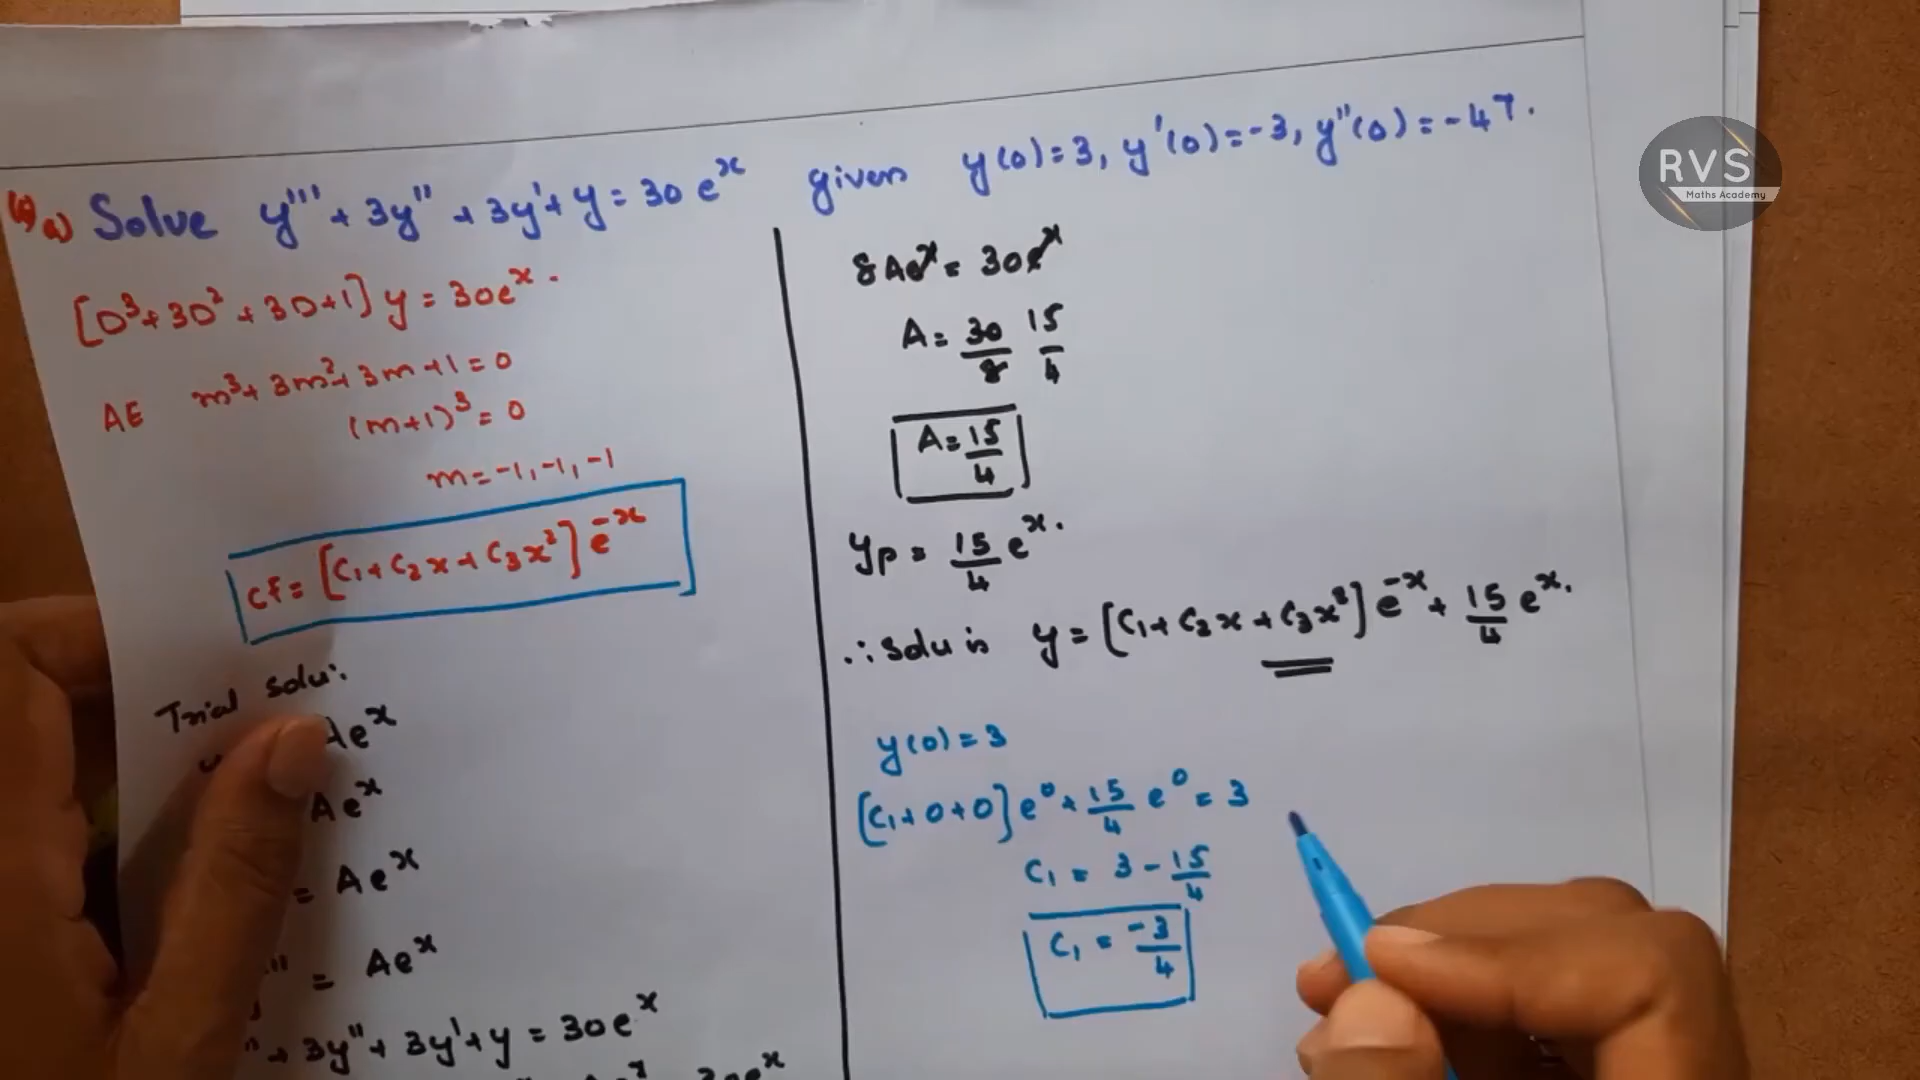 a) Solve y''' + 3y'' + 3y' + y = 30 e^x given y(0)=3, y'(0)=-3, y''(0)=-47.
[D³+3D²+3D+1] y = 30e^x.
AE m³+3m²+3m+1=0
(m+1)³=0
m=-1,-1,-1
CF = [C₁+C₂x+C₃x²] e^-x
Trial Solu:
Ae^x
Ae^x
= Ae^x
''' = Ae^x
+ 3y'' + 3y' + y = 30e^x
8Ae^x = 30e^x
A = 30/8 15/4
A = 15/4
yp = 15/4 e^x.
∴ Solu is y = [C₁+C₂x+C₃x²] e^-x + 15/4 e^x.
y(0)=3
[C₁+0+0] e⁰ + 15/4 e⁰ = 3
C₁ = 3 - 15/4
C₁ = -3/4
RVS
Maths Academy